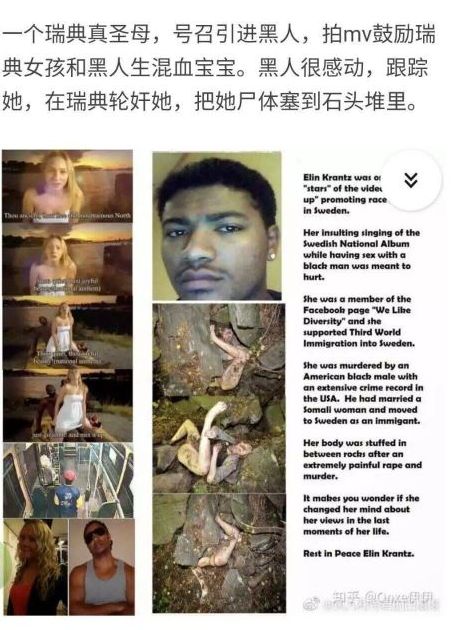 一个瑞典真圣母，号召引进黑人，拍mv鼓励瑞
典女孩和黑人生混血宝宝。黑人很感动，跟踪
她，在瑞典轮奸她，把她尸体塞到石头堆里。
Elin Krantz was
"stars" of the
up" promoting race
in Sweden.
Her insulting singing of the
Swedish National Album
while having sex with a
black man was meant to
hurt.
She was a member of the
Facebook page "We Like
Diversity" and she
supported Third World
Immigration into Sweden.
She was murdered by an
American black male with
an extensive crime record in
the USA. He had married a
Somali woman and moved
to Sweden as an immigant.
Her body was stuffed in
between rocks after an
extremely painful rape and
murder.
It makes you wonder if she
changed her mind about
her views in the last
moments of her life.
Rest in Peace Elin Krantz.
知乎